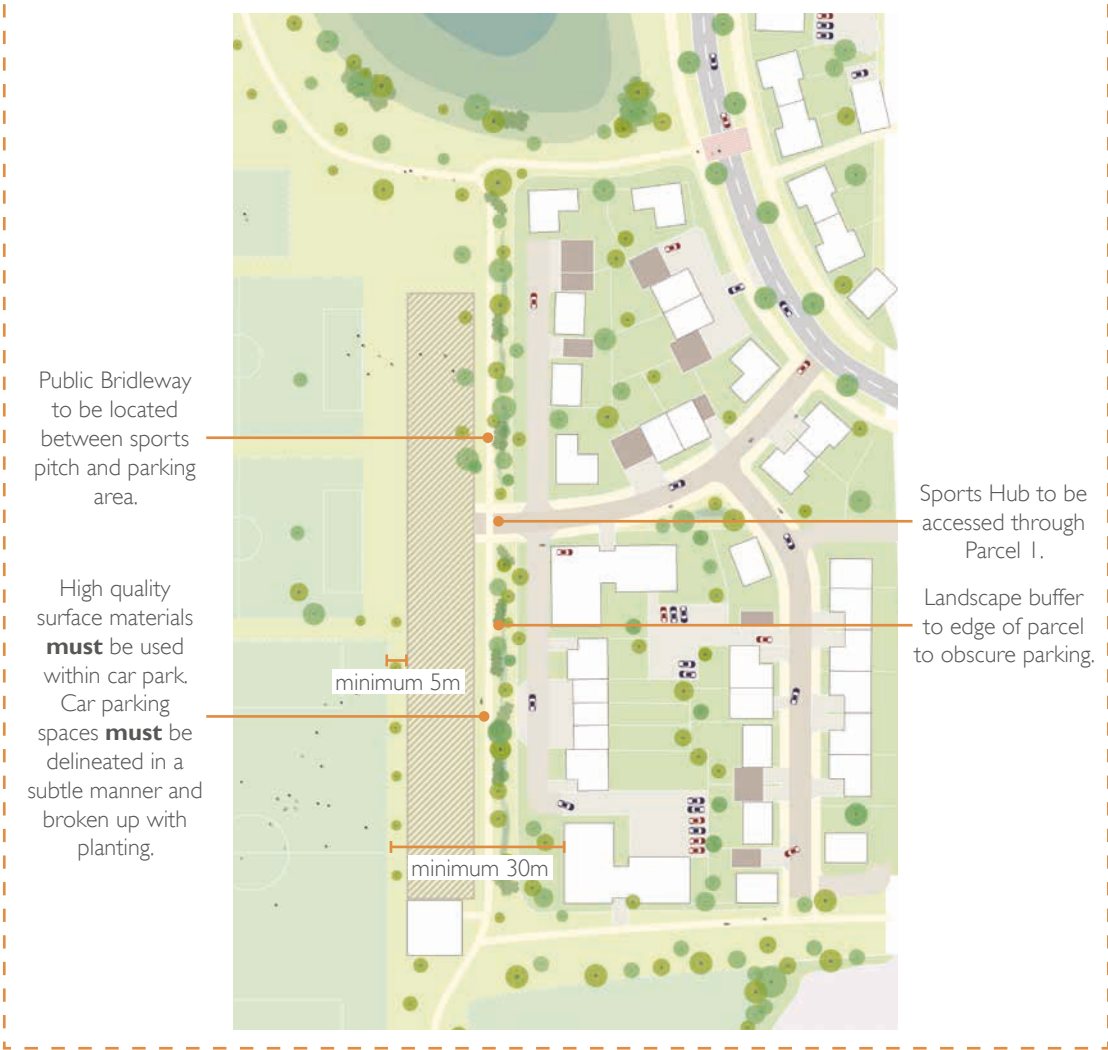 Public Bridleway
to be located
between sports
pitch and parking
area.
High quality
surface materials
must be used
within car park.
Car parking
spaces must be
delineated in a
subtle manner and
broken up with
planting.
minimum 5m
minimum 30m
Sports Hub to be
accessed through
Parcel 1.
Landscape buffer
to edge of parcel
to obscure parking.